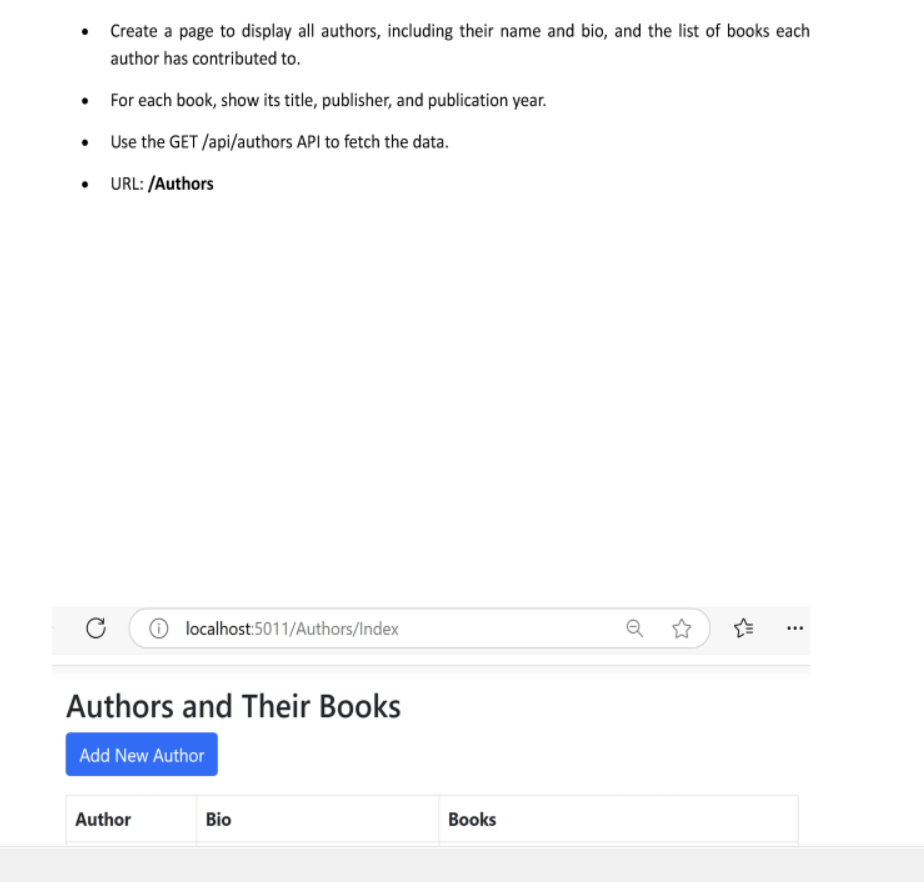 • Create a page to display all authors, including their name and bio, and the list of books each
author has contributed to.
• For each book, show its title, publisher, and publication year.
• Use the GET /api/authors API to fetch the data.
• URL: /Authors
localhost:5011/Authors/Index
Authors and Their Books
Add New Author
Author Bio Books